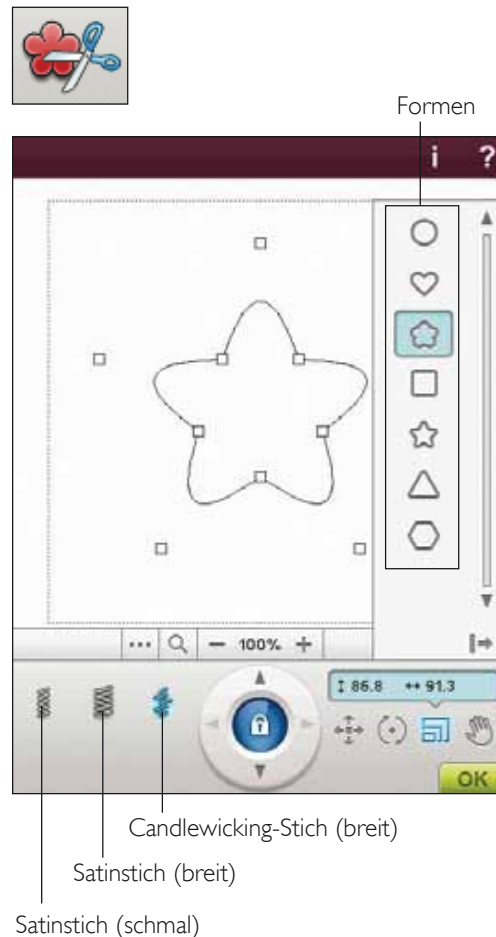 Formen
i ?
... − 100% +
↕ 86.8 ↔ 91.3
OK
Candlewicking-Stich (breit)
Satinstich (breit)
Satinstich (schmal)